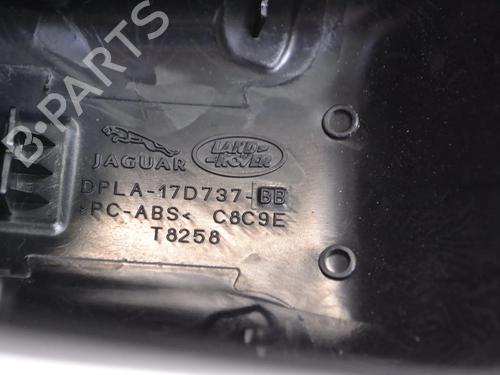 JAGUAR
LAND-
-ROVER
DPLA-17D737-BB
>PC-ABS< C8C9E
T8258
B-PARTS